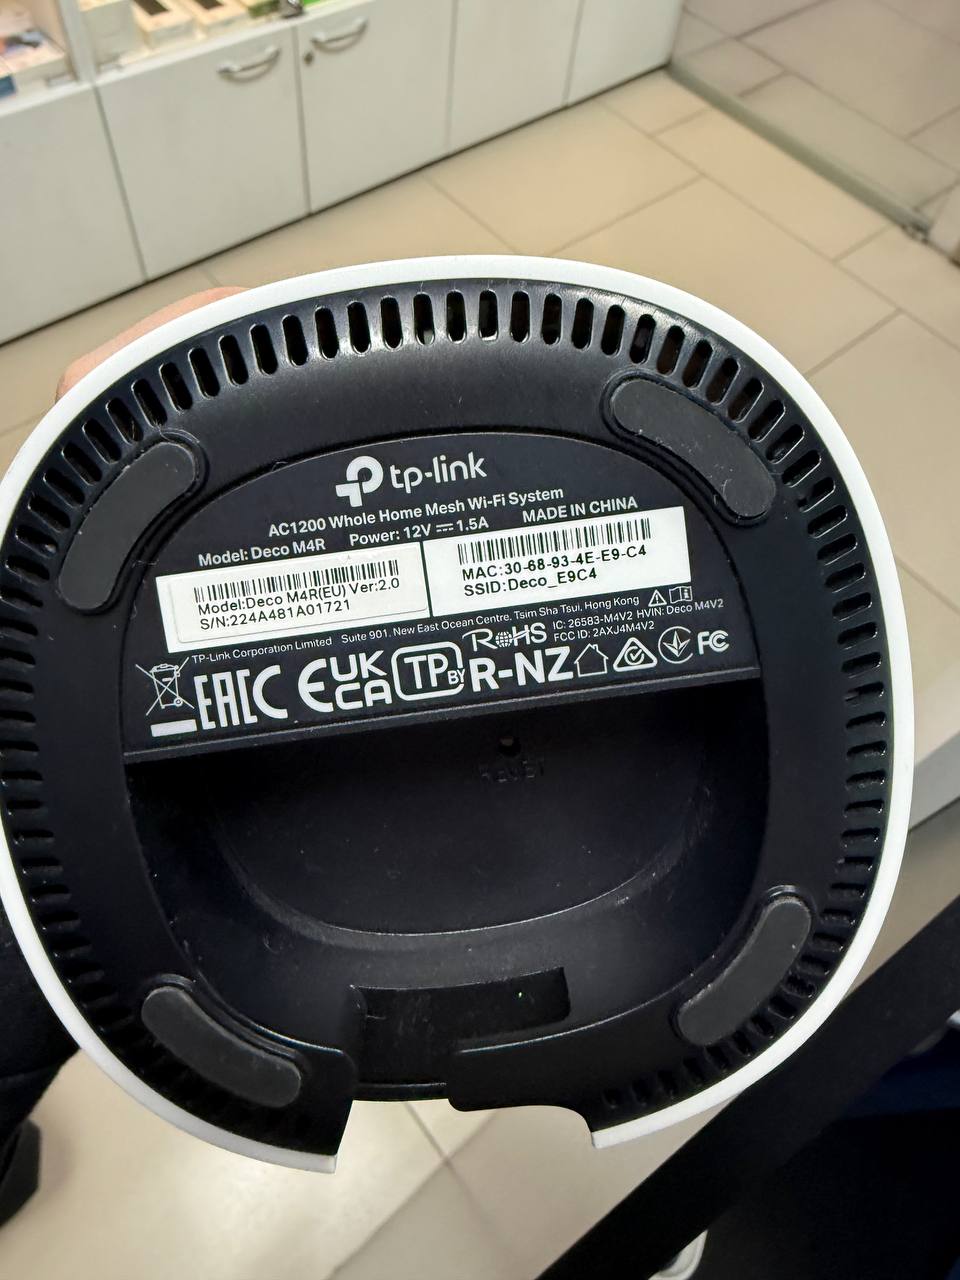 tp-link
AC1200 Whole Home Mesh Wi-Fi System
Model: Deco M4R Power: 12V ⎓ 1.5A MADE IN CHINA
Model:Deco M4R(EU) Ver:2.0
S/N:224A481A01721
MAC:30-68-93-4E-E9-C4
SSID:Deco_E9C4
TP-Link Corporation Limited Suite 901, New East Ocean Centre, Tsim Sha Tsui, Hong Kong
RoHS
IC: 26583-M4V2 HVIN: Deco M4V2
FCC ID: 2AXJ4M4V2
EAC CE UKCA TP BY R-NZ FC
RESET